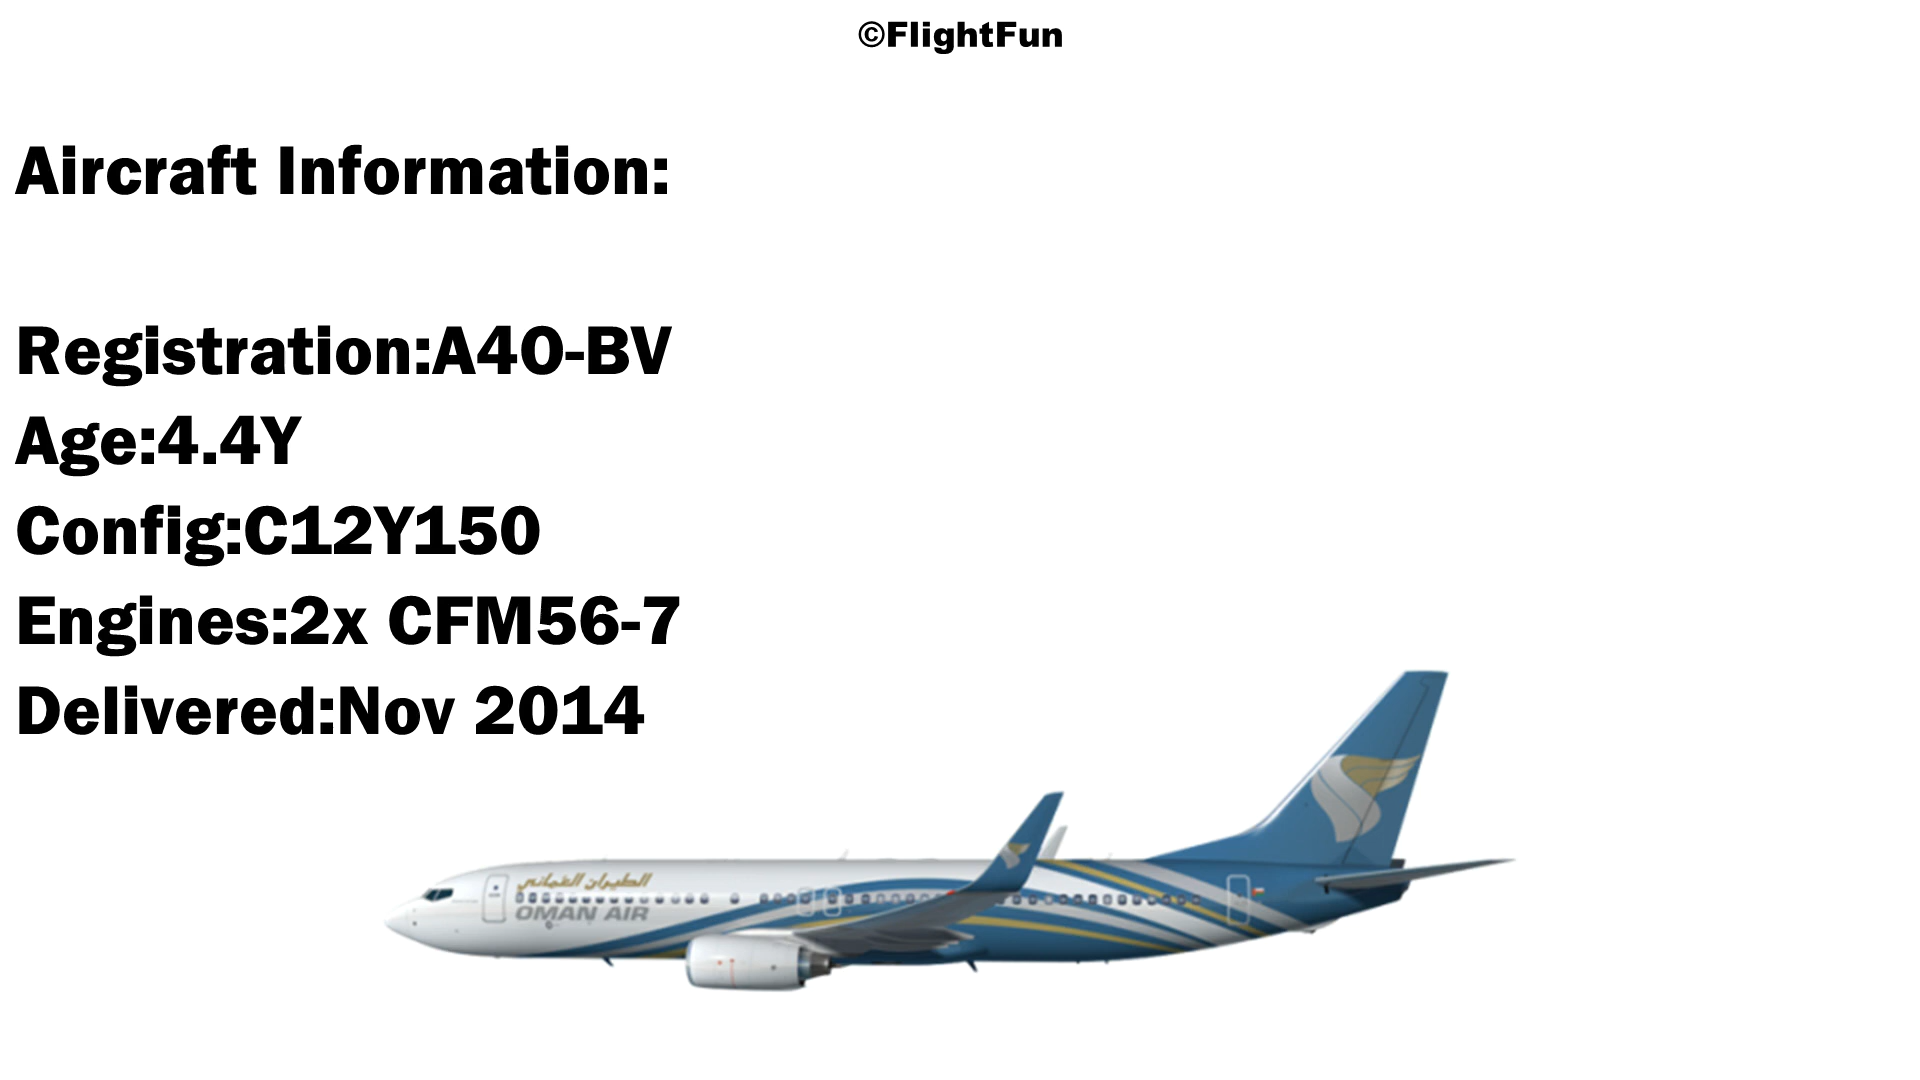 ©FlightFun
Aircraft Information:
Registration:A4O-BV
Age:4.4Y
Config:C12Y150
Engines:2x CFM56-7
Delivered:Nov 2014
الطيران العماني
OMAN AIR